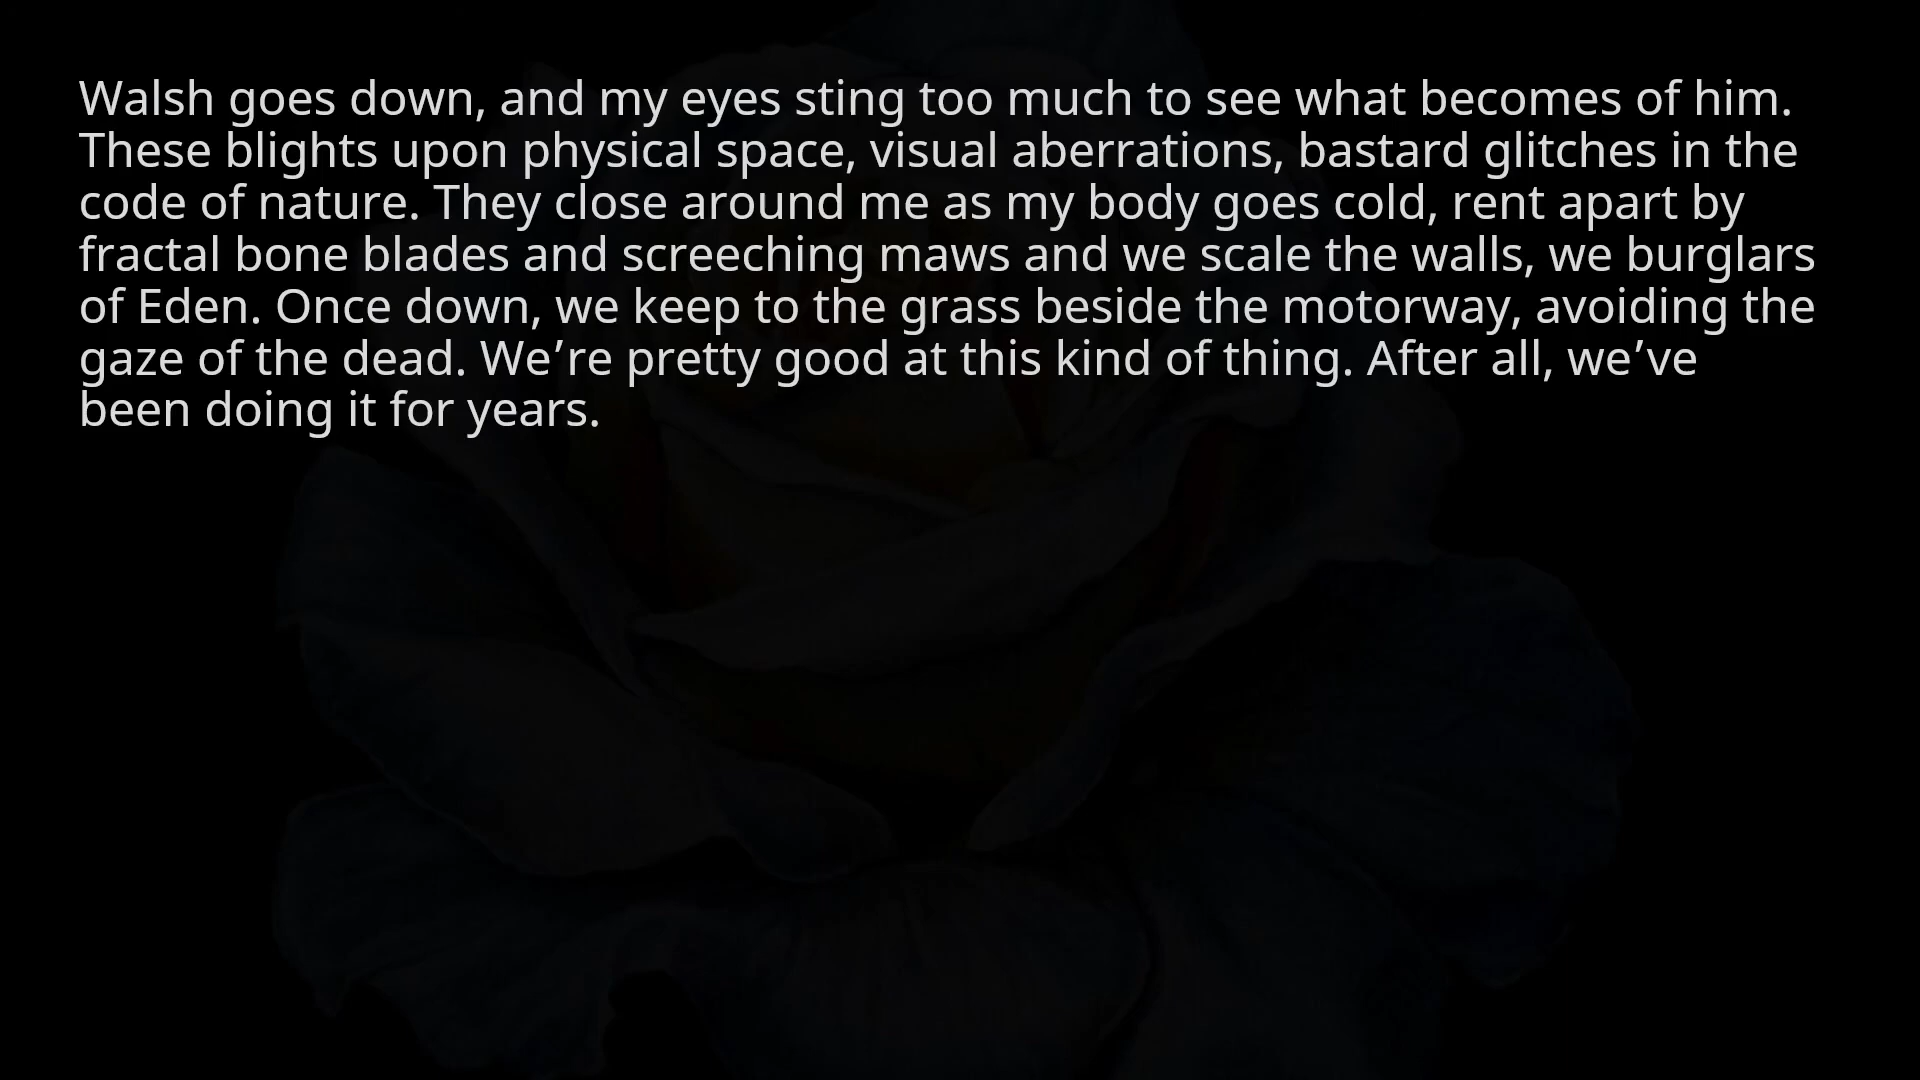 Walsh goes down, and my eyes sting too much to see what becomes of him.
These blights upon physical space, visual aberrations, bastard glitches in the
code of nature. They close around me as my body goes cold, rent apart by
fractal bone blades and screeching maws and we scale the walls, we burglars
of Eden. Once down, we keep to the grass beside the motorway, avoiding the
gaze of the dead. We’re pretty good at this kind of thing. After all, we’ve
been doing it for years.